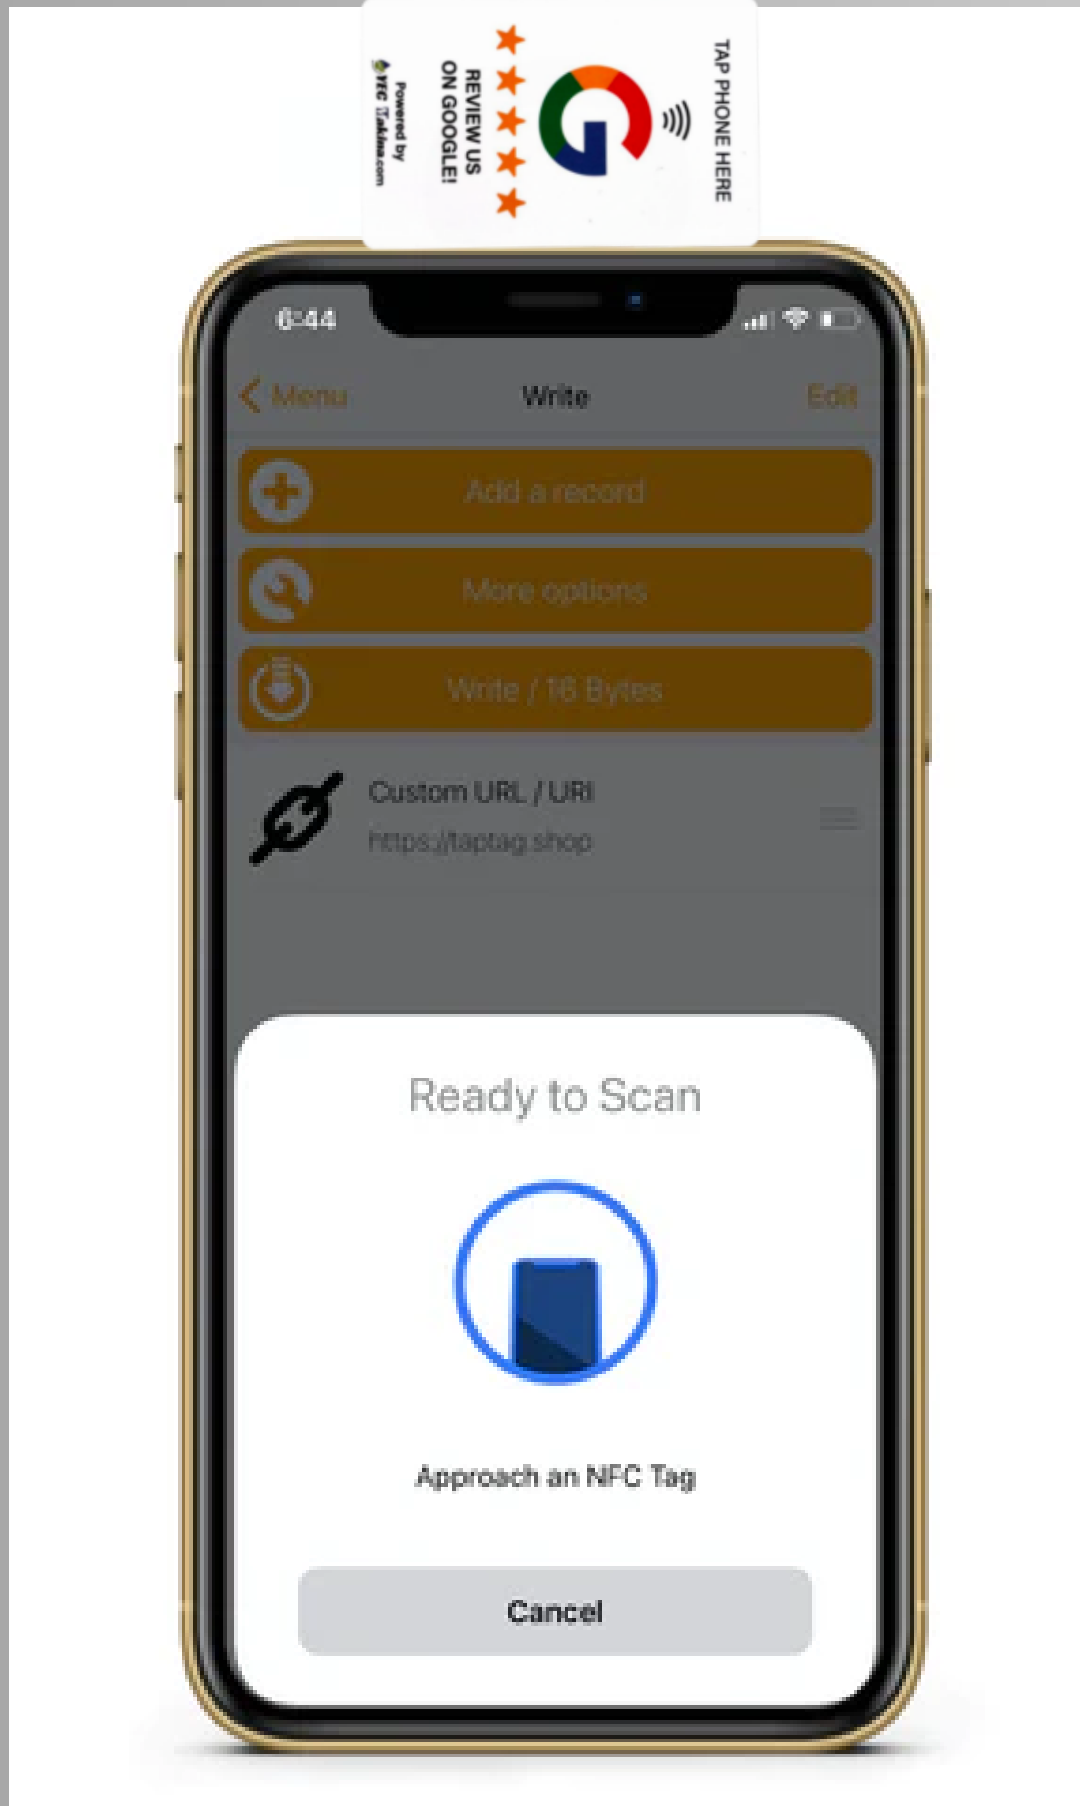 TAP PHONE HERE
REVIEW US
ON GOOGLE!
Powered by
6:44
Menu
Write
Edit
Add a record
More options
Write / 16 Bytes
Custom URL / URI
https://taptag.shop
Ready to Scan
Approach an NFC Tag
Cancel